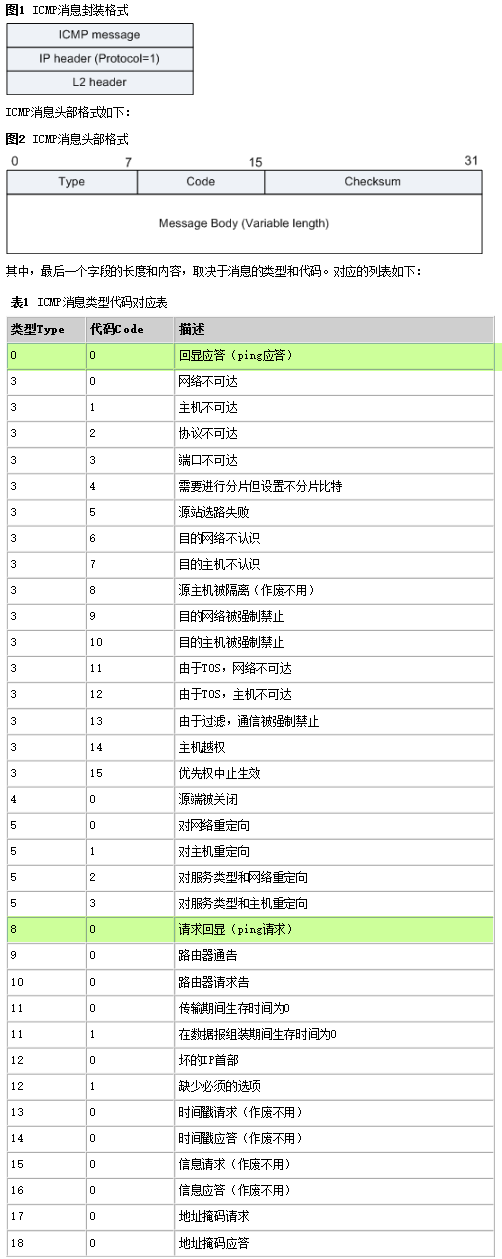 图1 ICMP消息封装格式
ICMP message
IP header (Protocol=1)
L2 header
ICMP消息头部格式如下：
图2 ICMP消息头部格式
0 7 15 31
Type Code Checksum
Message Body (Variable length)
其中，最后一个字段的长度和内容，取决于消息的类型和代码。对应的列表如下：
表1 ICMP消息类型代码对应表
类型Type 代码Code 描述
0 0 回显应答（ping应答）
3 0 网络不可达
3 1 主机不可达
3 2 协议不可达
3 3 端口不可达
3 4 需要进行分片但设置不分片比特
3 5 源站选路失败
3 6 目的网络不认识
3 7 目的主机不认识
3 8 源主机被隔离（作废不用）
3 9 目的网络被强制禁止
3 10 目的主机被强制禁止
3 11 由于TOS，网络不可达
3 12 由于TOS，主机不可达
3 13 由于过滤，通信被强制禁止
3 14 主机越权
3 15 优先权中止生效
4 0 源端被关闭
5 0 对网络重定向
5 1 对主机重定向
5 2 对服务类型和网络重定向
5 3 对服务类型和主机重定向
8 0 请求回显（ping请求）
9 0 路由器通告
10 0 路由器请求告
11 0 传输期间生存时间为0
11 1 在数据报组装期间生存时间为0
12 0 坏的IP首部
12 1 缺少必须的选项
13 0 时间戳请求（作废不用）
14 0 时间戳应答（作废不用）
15 0 信息请求（作废不用）
16 0 信息应答（作废不用）
17 0 地址掩码请求
18 0 地址掩码应答